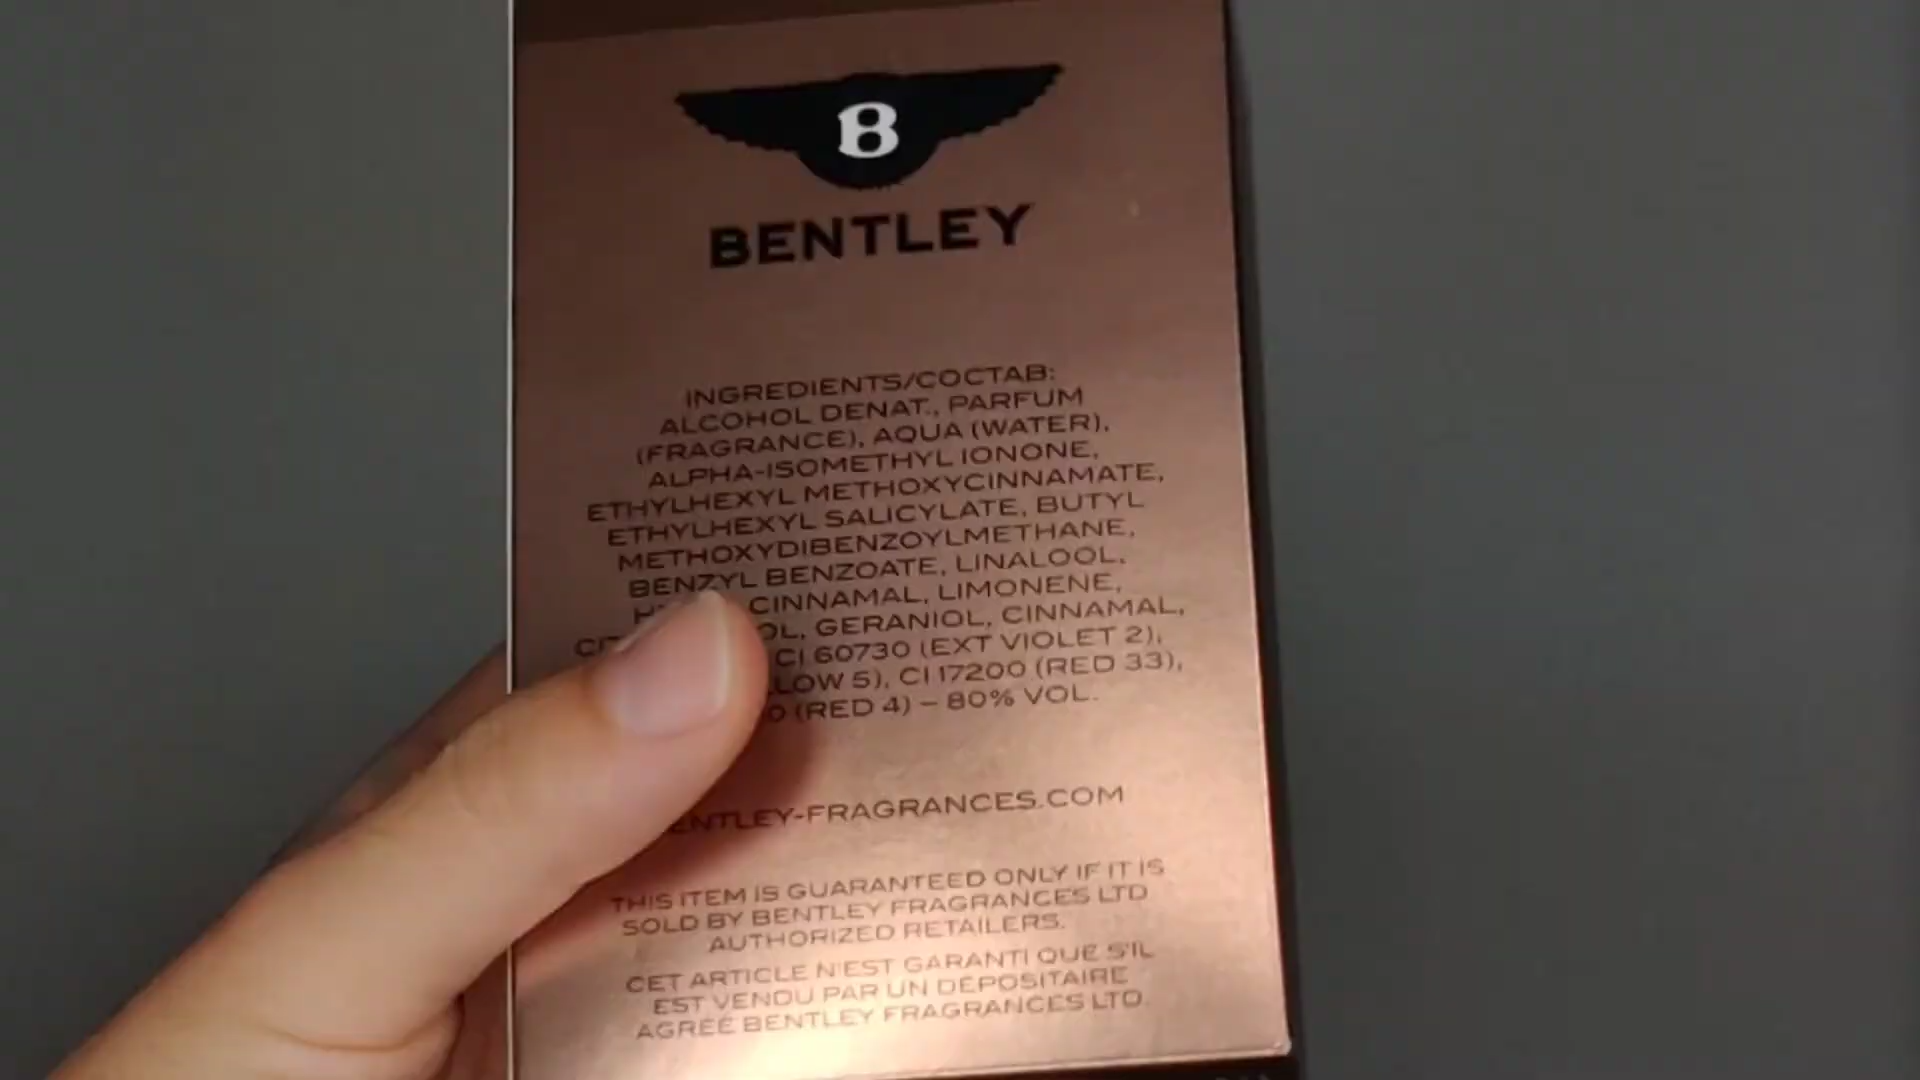 B
BENTLEY
INGREDIENTS/COCTAB:
ALCOHOL DENAT., PARFUM
(FRAGRANCE), AQUA (WATER),
ALPHA-ISOMETHYL IONONE,
ETHYLHEXYL METHOXYCINNAMATE,
ETHYLHEXYL SALICYLATE, BUTYL
METHOXYDIBENZOYLMETHANE,
BENZYL BENZOATE, LINALOOL,
CINNAMAL, LIMONENE,
GERANIOL, CINNAMAL,
CI 60730 (EXT VIOLET 2),
5), CI 17200 (RED 33),
(RED 4) – 80% VOL.
-FRAGRANCES.COM
THIS ITEM IS GUARANTEED ONLY IF IT IS
SOLD BY BENTLEY FRAGRANCES LTD
AUTHORIZED RETAILERS.
CET ARTICLE N'EST GARANTI QUE S'IL
EST VENDU PAR UN DÉPOSITAIRE
AGRÉÉ BENTLEY FRAGRANCES LTD.